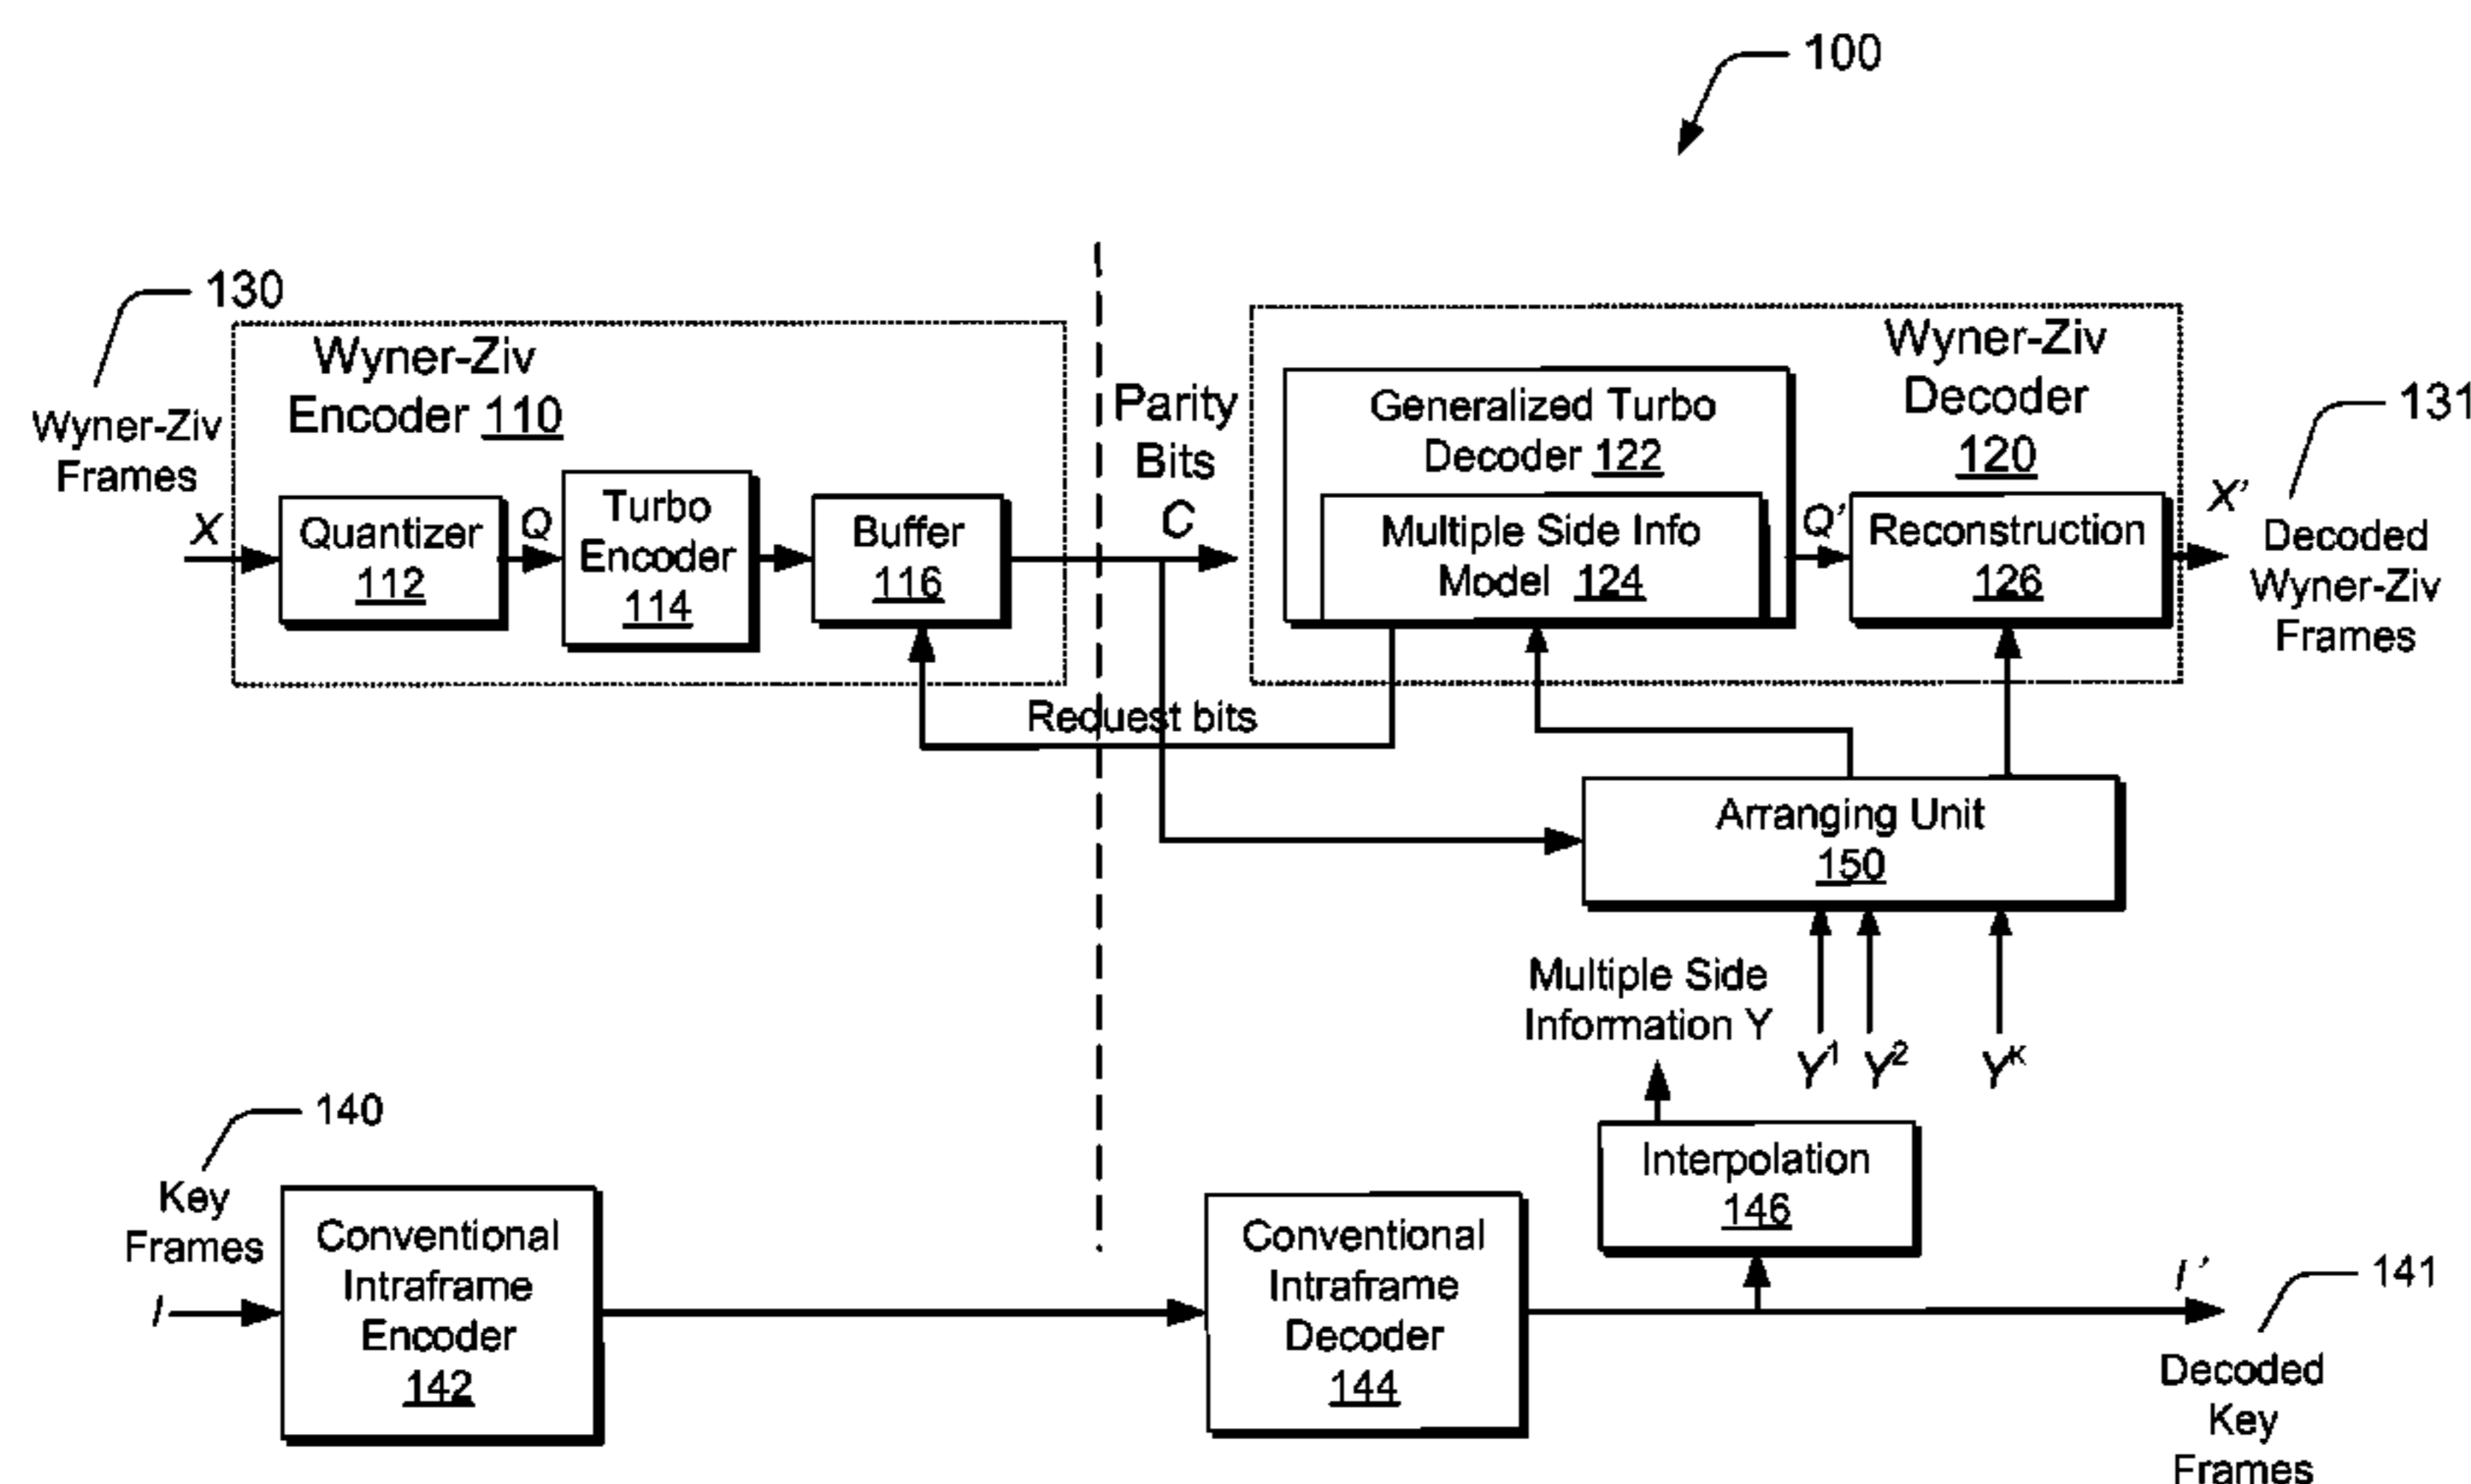 100
130
Wyner-Ziv
Frames
X
Wyner-Ziv
Encoder 110
Quantizer
112
Q
Turbo
Encoder
114
Buffer
116
Parity
Bits
C
Request bits
Wyner-Ziv
Decoder
120
Generalized Turbo
Decoder 122
Multiple Side Info
Model 124
Q'
Reconstruction
126
X'
131
Decoded
Wyner-Ziv
Frames
Arranging Unit
150
Multiple Side
Information Y
Y1 Y2 YK
Interpolation
146
140
Key
Frames
I
Conventional
Intraframe
Encoder
142
Conventional
Intraframe
Decoder
144
I'
141
Decoded
Key
Frames